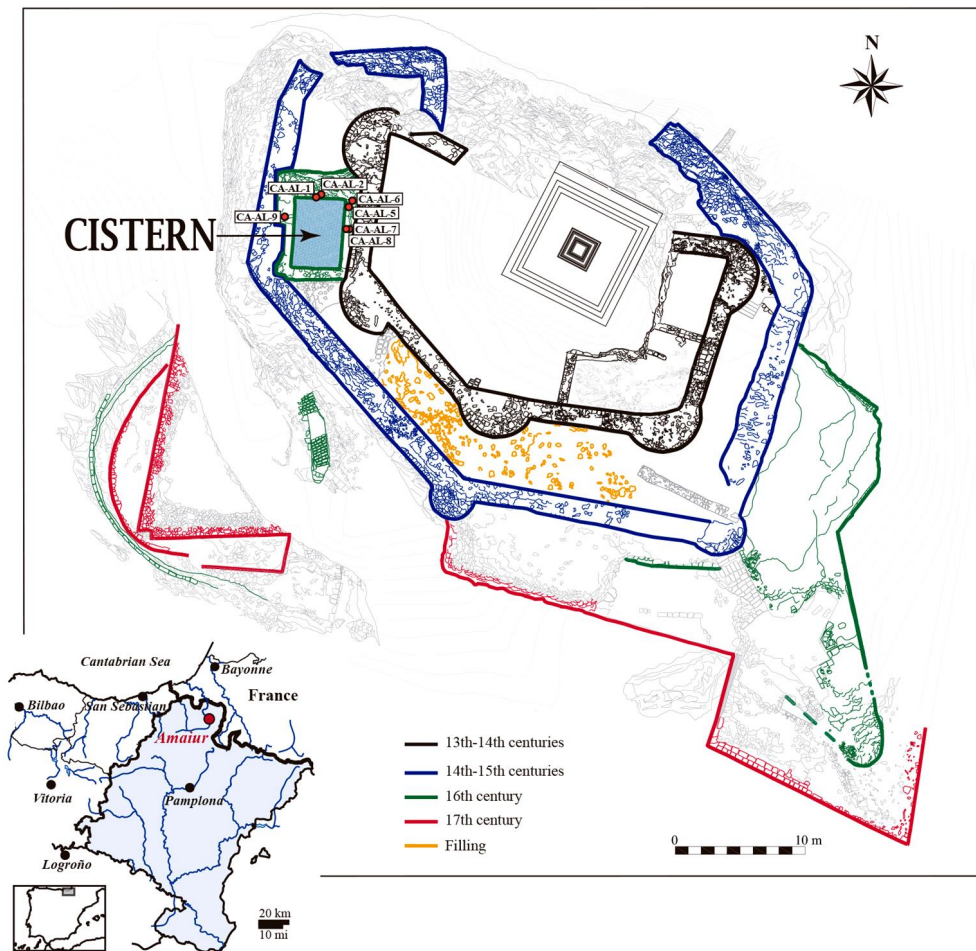 N
CA-AL-1
CA-AL-2
CA-AL-6
CA-AL-9
CA-AL-5
CA-AL-7
CA-AL-8
CISTERN
Cantabrian Sea
Bayonne
France
Bilbao
San Sebastian
Amaiur
Vitoria
Pamplona
Logroño
20 km
10 mi
13th-14th centuries
14th-15th centuries
16th century
17th century
Filling
0 10 m